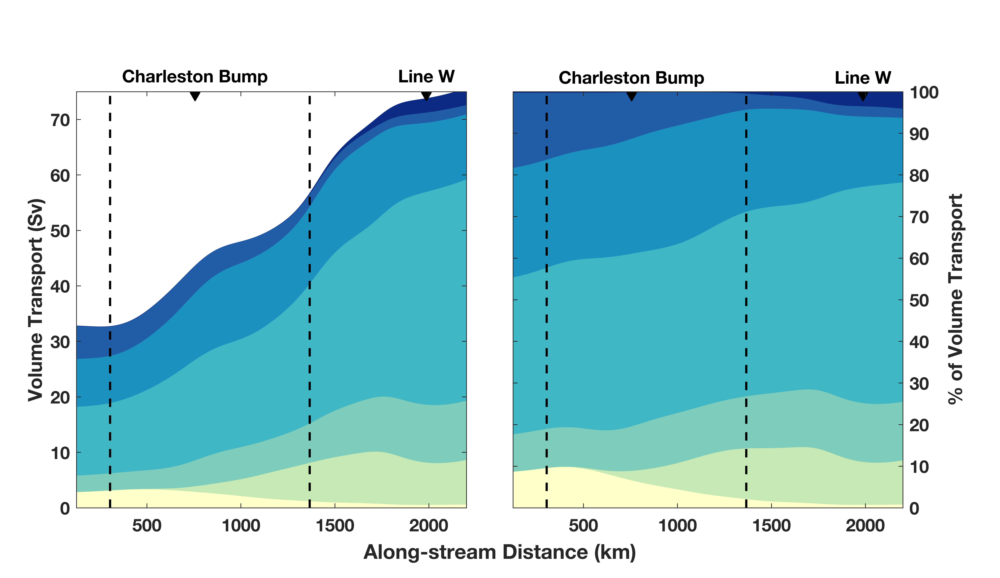 Charleston Bump Line W
Charleston Bump Line W
Volume Transport (Sv)
70
60
50
40
30
20
10
0
500 1000 1500 2000
100
90
80
70
60
50
40
30
20
10
0
% of Volume Transport
500 1000 1500 2000
Along-stream Distance (km)